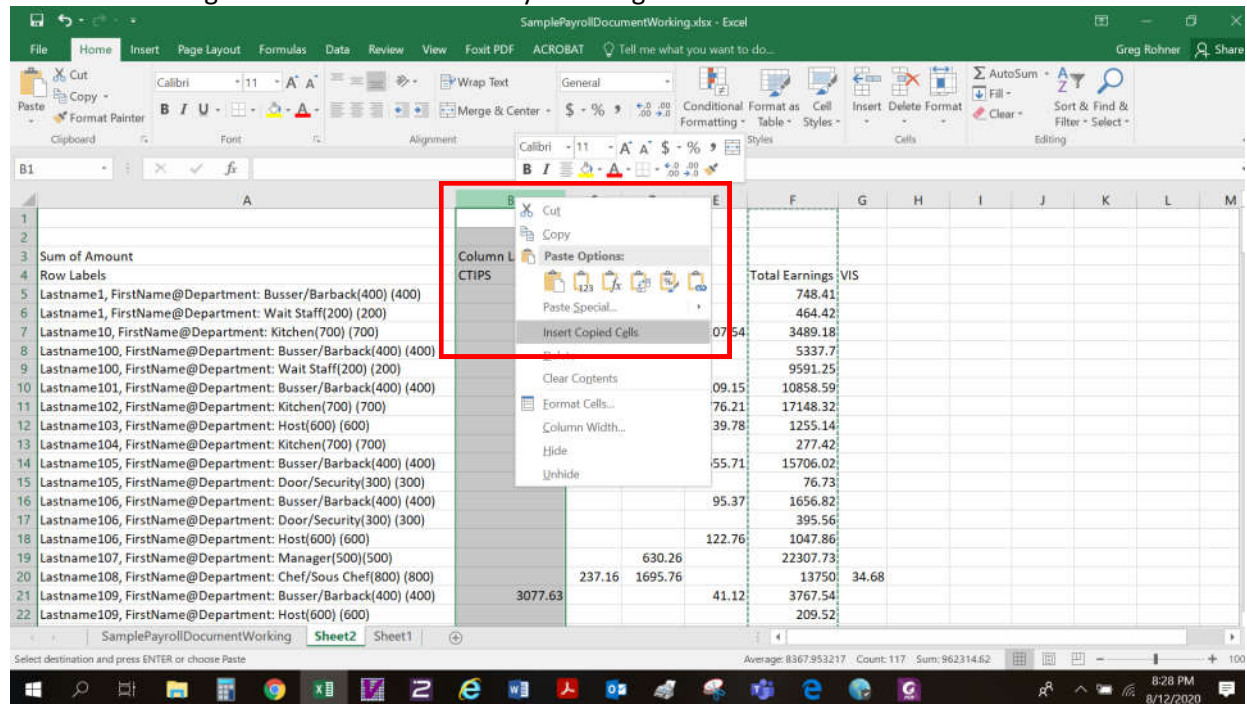 SamplePayrollDocumentWorking.xlsx - Excel
File Home Insert Page Layout Formulas Data Review View Foxit PDF ACROBAT Tell me what you want to do... Greg Rohner Share
Paste Cut Copy Format Painter Clipboard
Calibri 11 B I U Font
Wrap Text Merge & Center Alignment
General $ % ,
Conditional Formatting Format as Table Cell Styles Styles
Insert Delete Format Cells
AutoSum Fill Clear Sort & Filter Find & Select Editing
Calibri 11 A A $ % ,
B I A
B1 fx
A B E F G H I J K L M
1
2
3 Sum of Amount Column L
4 Row Labels CTIPS Total Earnings VIS
5 Lastname1, FirstName@Department: Busser/Barback(400) (400) 748.41
6 Lastname1, FirstName@Department: Wait Staff(200) (200) 464.42
7 Lastname10, FirstName@Department: Kitchen(700) (700) 07.54 3489.18
8 Lastname100, FirstName@Department: Busser/Barback(400) (400) 5337.7
9 Lastname100, FirstName@Department: Wait Staff(200) (200) 9591.25
10 Lastname101, FirstName@Department: Busser/Barback(400) (400) 09.15 10858.59
11 Lastname102, FirstName@Department: Kitchen(700) (700) 76.21 17148.32
12 Lastname103, FirstName@Department: Host(600) (600) 39.78 1255.14
13 Lastname104, FirstName@Department: Kitchen(700) (700) 277.42
14 Lastname105, FirstName@Department: Busser/Barback(400) (400) 55.71 15706.02
15 Lastname105, FirstName@Department: Door/Security(300) (300) 76.73
16 Lastname106, FirstName@Department: Busser/Barback(400) (400) 95.37 1656.82
17 Lastname106, FirstName@Department: Door/Security(300) (300) 395.56
18 Lastname106, FirstName@Department: Host(600) (600) 122.76 1047.86
19 Lastname107, FirstName@Department: Manager(500)(500) 630.26 22307.73
20 Lastname108, FirstName@Department: Chef/Sous Chef(800) (800) 237.16 1695.76 13750 34.68
21 Lastname109, FirstName@Department: Busser/Barback(400) (400) 3077.63 41.12 3767.54
22 Lastname109, FirstName@Department: Host(600) (600) 209.52
Cut
Copy
Paste Options:
Paste Special...
Insert Copied Cells
Clear Contents
Format Cells...
Column Width...
Hide
Unhide
SamplePayrollDocumentWorking Sheet2 Sheet1
Select destination and press ENTER or choose Paste Average: 8367.953217 Count: 117 Sum: 962314.62 100
8:28 PM
8/12/2020